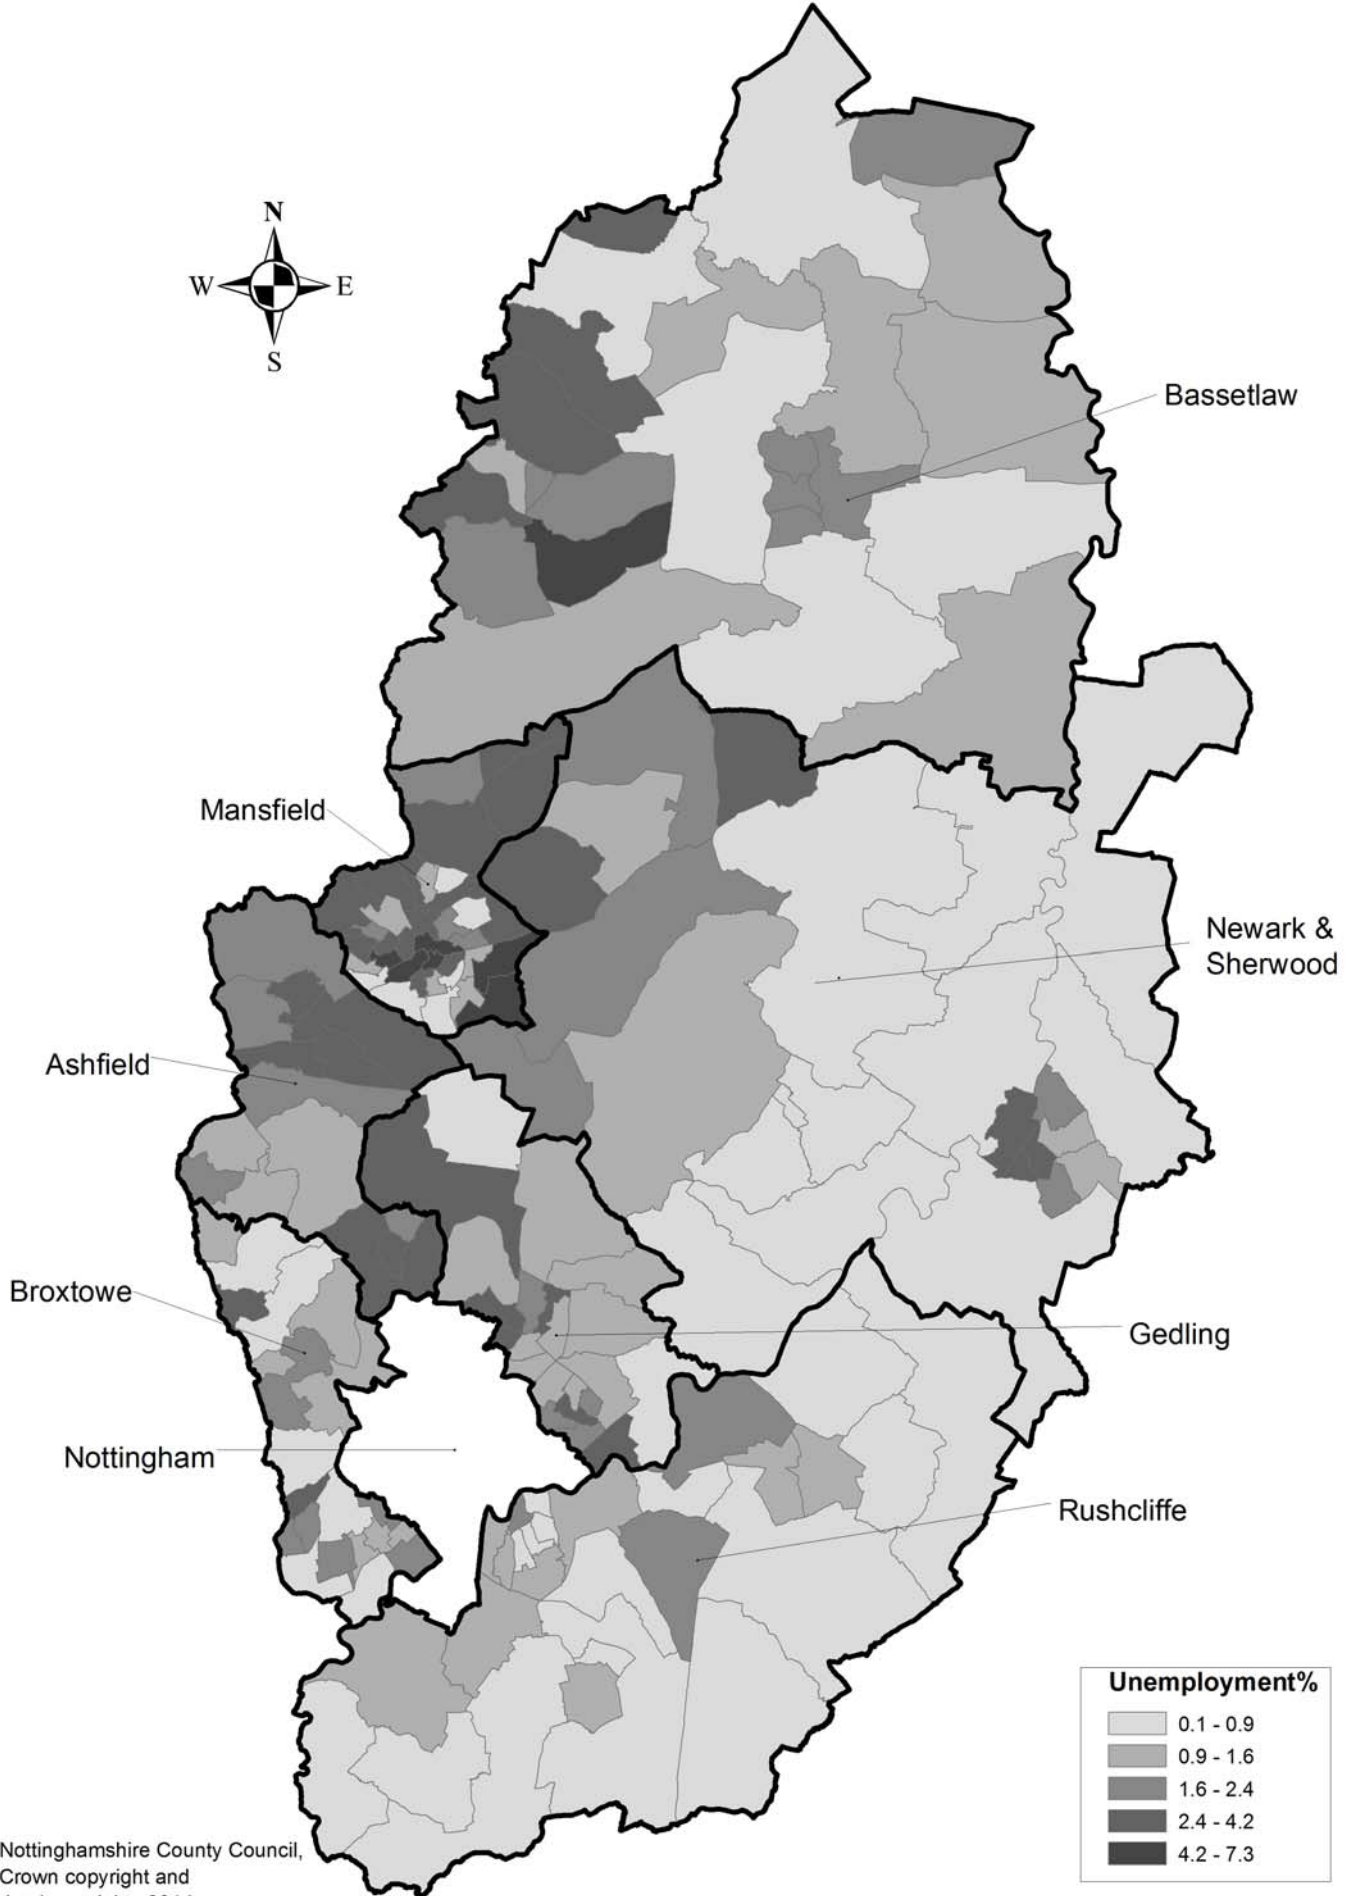 N
W E
S
Bassetlaw
Mansfield
Newark &
Sherwood
Ashfield
Broxtowe
Gedling
Nottingham
Rushcliffe
Unemployment%
0.1 - 0.9
0.9 - 1.6
1.6 - 2.4
2.4 - 4.2
4.2 - 7.3
Nottinghamshire County Council,
Crown copyright and